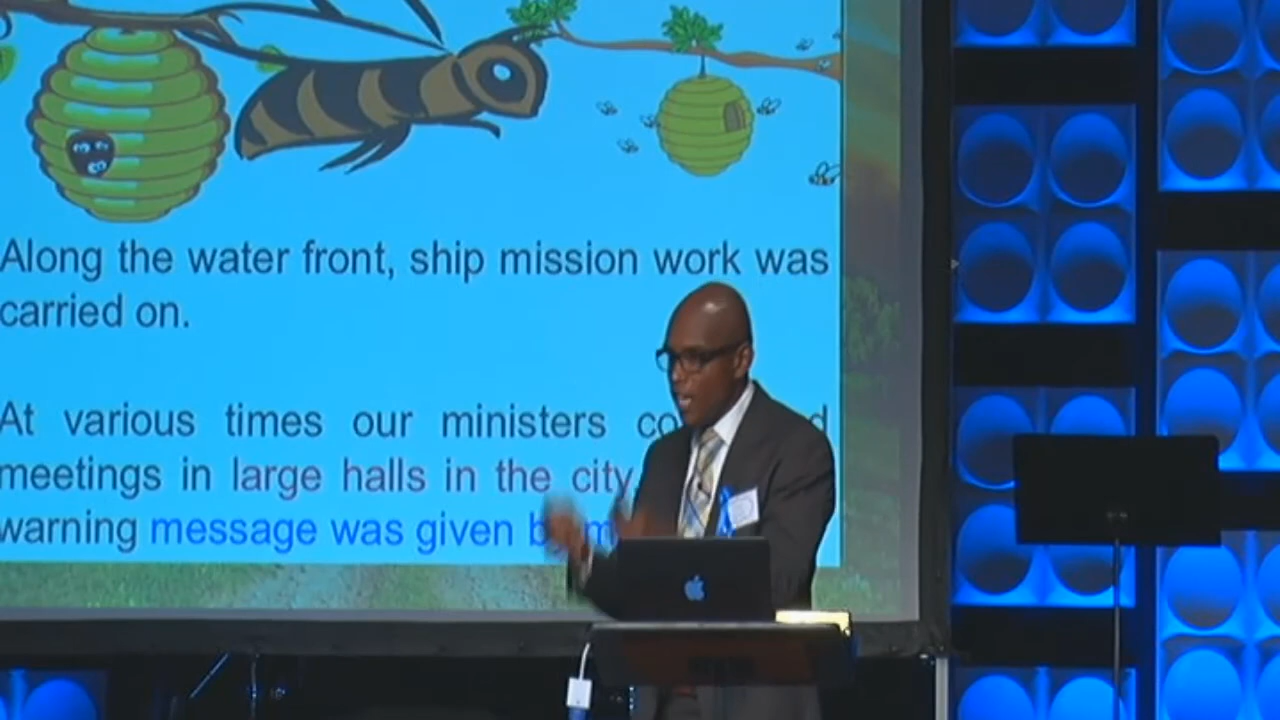 Along the water front, ship mission work was
carried on.
At various times our ministers
meetings in large halls in the city
warning message was given